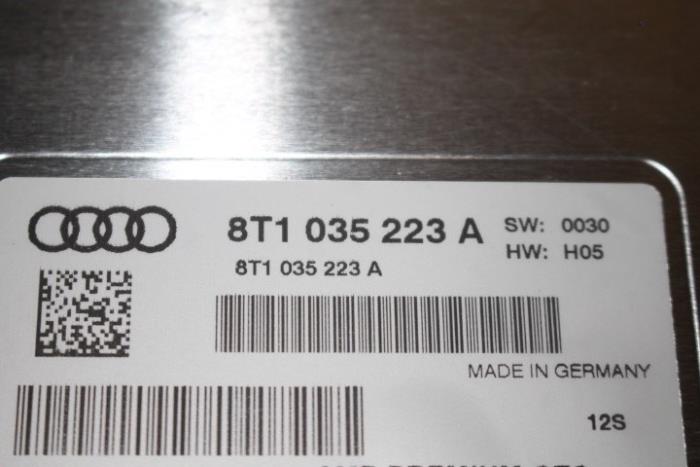 8T1 035 223 A
SW: 0030
HW: H05
8T1 035 223 A
MADE IN GERMANY
12S